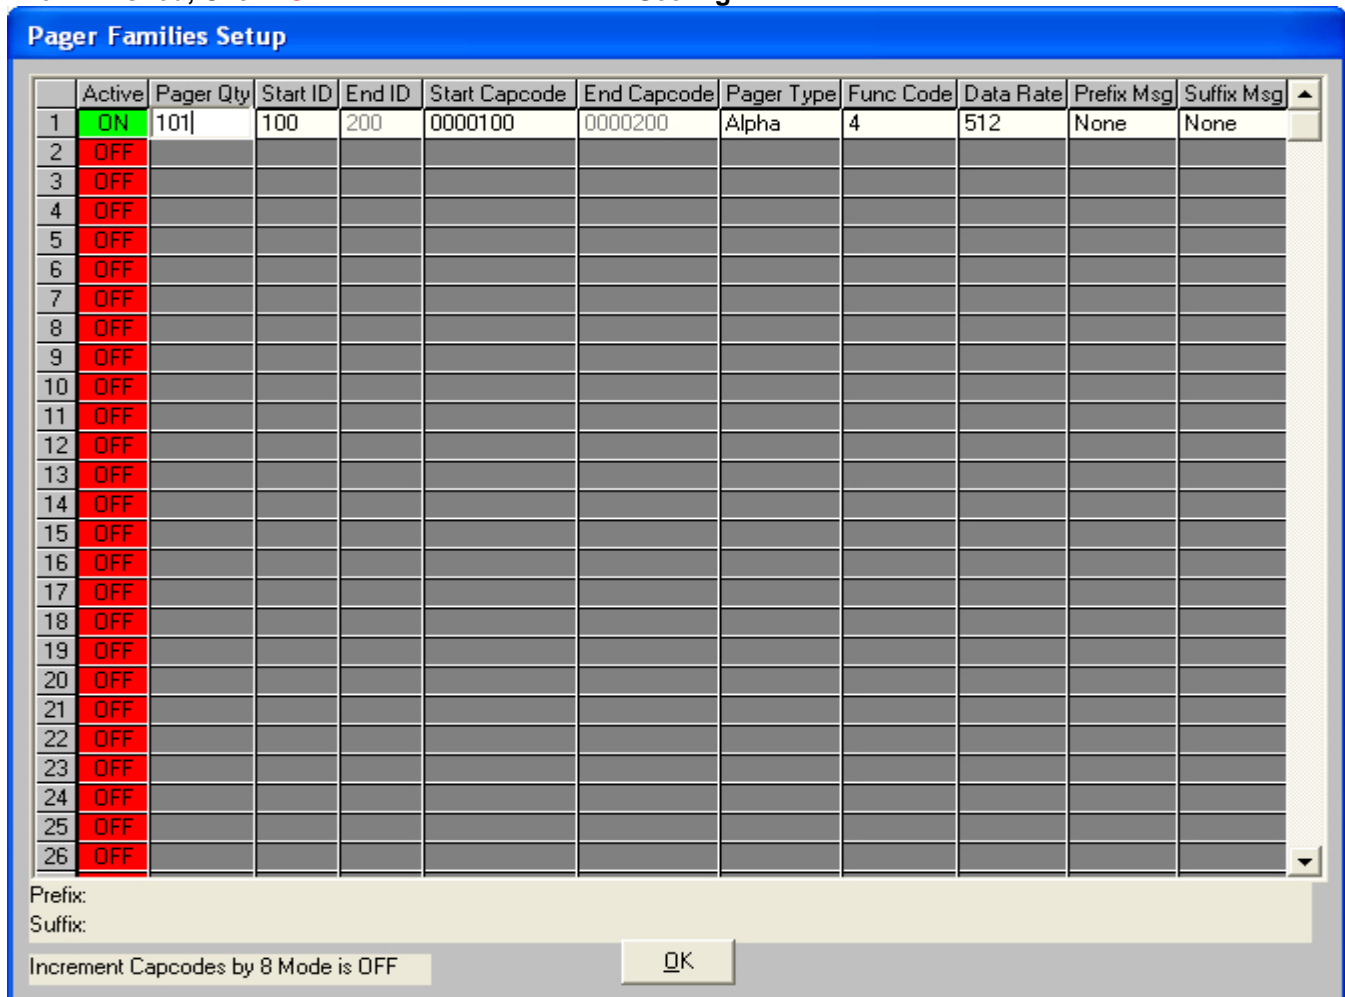 Pager Families Setup
Active Pager Qty Start ID End ID Start Capcode End Capcode Pager Type Func Code Data Rate Prefix Msg Suffix Msg
1 ON 101 100 200 0000100 0000200 Alpha 4 512 None None
2 OFF
3 OFF
4 OFF
5 OFF
6 OFF
7 OFF
8 OFF
9 OFF
10 OFF
11 OFF
12 OFF
13 OFF
14 OFF
15 OFF
16 OFF
17 OFF
18 OFF
19 OFF
20 OFF
21 OFF
22 OFF
23 OFF
24 OFF
25 OFF
26 OFF
Prefix:
Suffix:
Increment Capcodes by 8 Mode is OFF
OK